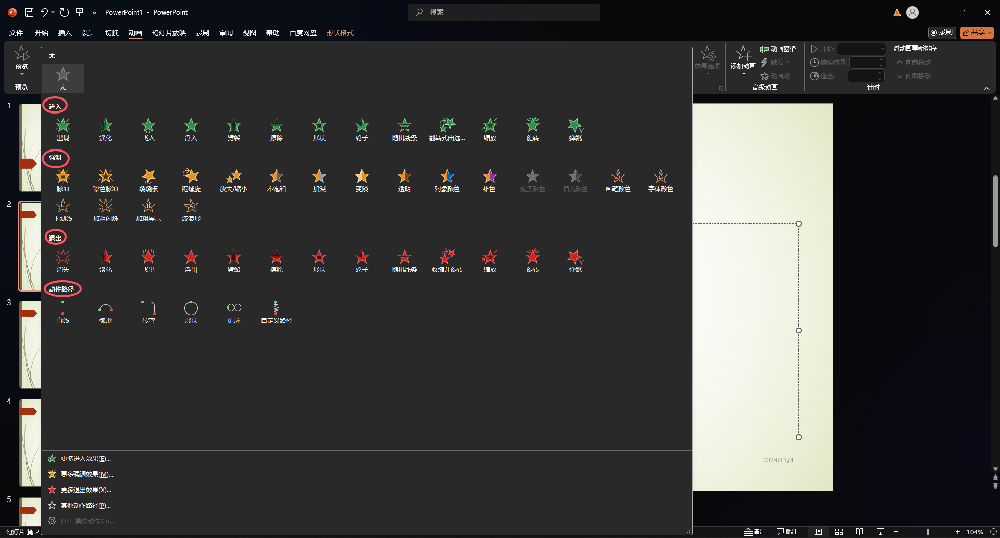 PowerPoint1 - PowerPoint
搜索
文件 开始 插入 设计 切换 动画 幻灯片放映 录制 审阅 视图 帮助 百度网盘 形状格式
录制 共享
预览
预览
效果选项
添加动画
动画窗格
触发
动画刷
高级动画
开始:
持续时间:
延迟:
计时
对动画重新排序
向前移动
向后移动
无
无
进入
出现 淡化 飞入 浮入 劈裂 擦除 形状 轮子 随机线条 翻转式由远... 缩放 旋转 弹跳
强调
脉冲 彩色脉冲 跷跷板 陀螺旋 放大/缩小 不饱和 加深 变淡 透明 对象颜色 补色 线条颜色 填充颜色 画笔颜色 字体颜色
下划线 加粗闪烁 加粗展示 波浪形
退出
消失 淡化 飞出 浮出 劈裂 擦除 形状 轮子 随机线条 收缩并旋转 缩放 旋转 弹跳
动作路径
直线 弧形 转弯 形状 循环 自定义路径
更多进入效果(E)...
更多强调效果(M)...
更多退出效果(X)...
其他动作路径(P)...
OLE 操作动作(O)...
1
2
3
4
5
2024/11/4
幻灯片 第 2
备注 批注 104%